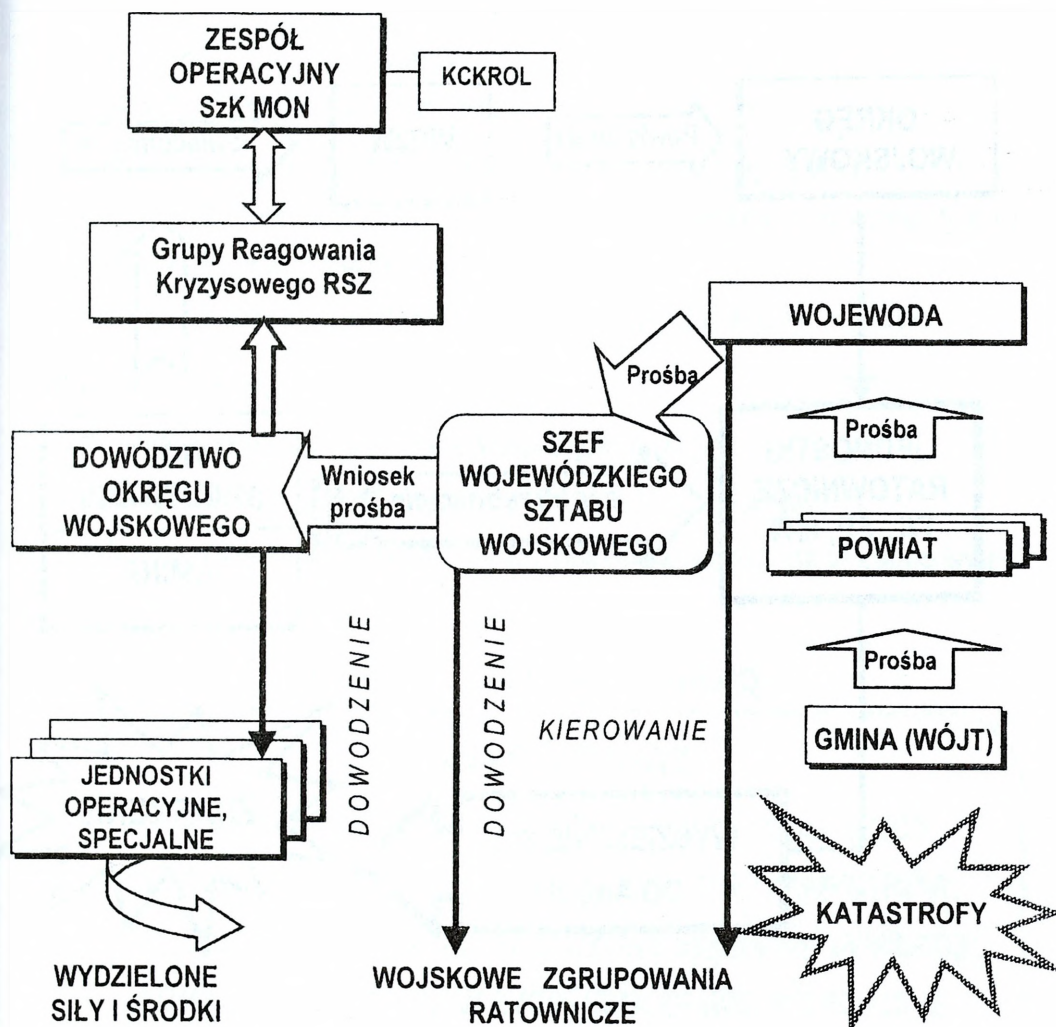 ZESPÓŁ
OPERACYJNY
SzK MON
KCKROL
Grupy Reagowania
Kryzysowego RSZ
WOJEWODA
Prośba
Prośba
DOWÓDZTWO
OKRĘGU
WOJSKOWEGO
Wniosek
prośba
SZEF
WOJEWÓDZKIEGO
SZTABU
WOJSKOWEGO
POWIAT
Prośba
GMINA (WÓJT)
DOWODZENIE
DOWODZENIE
KIEROWANIE
JEDNOSTKI
OPERACYJNE,
SPECJALNE
KATASTROFY
WYDZIELONE
SIŁY I ŚRODKI
WOJSKOWE ZGRUPOWANIA
RATOWNICZE